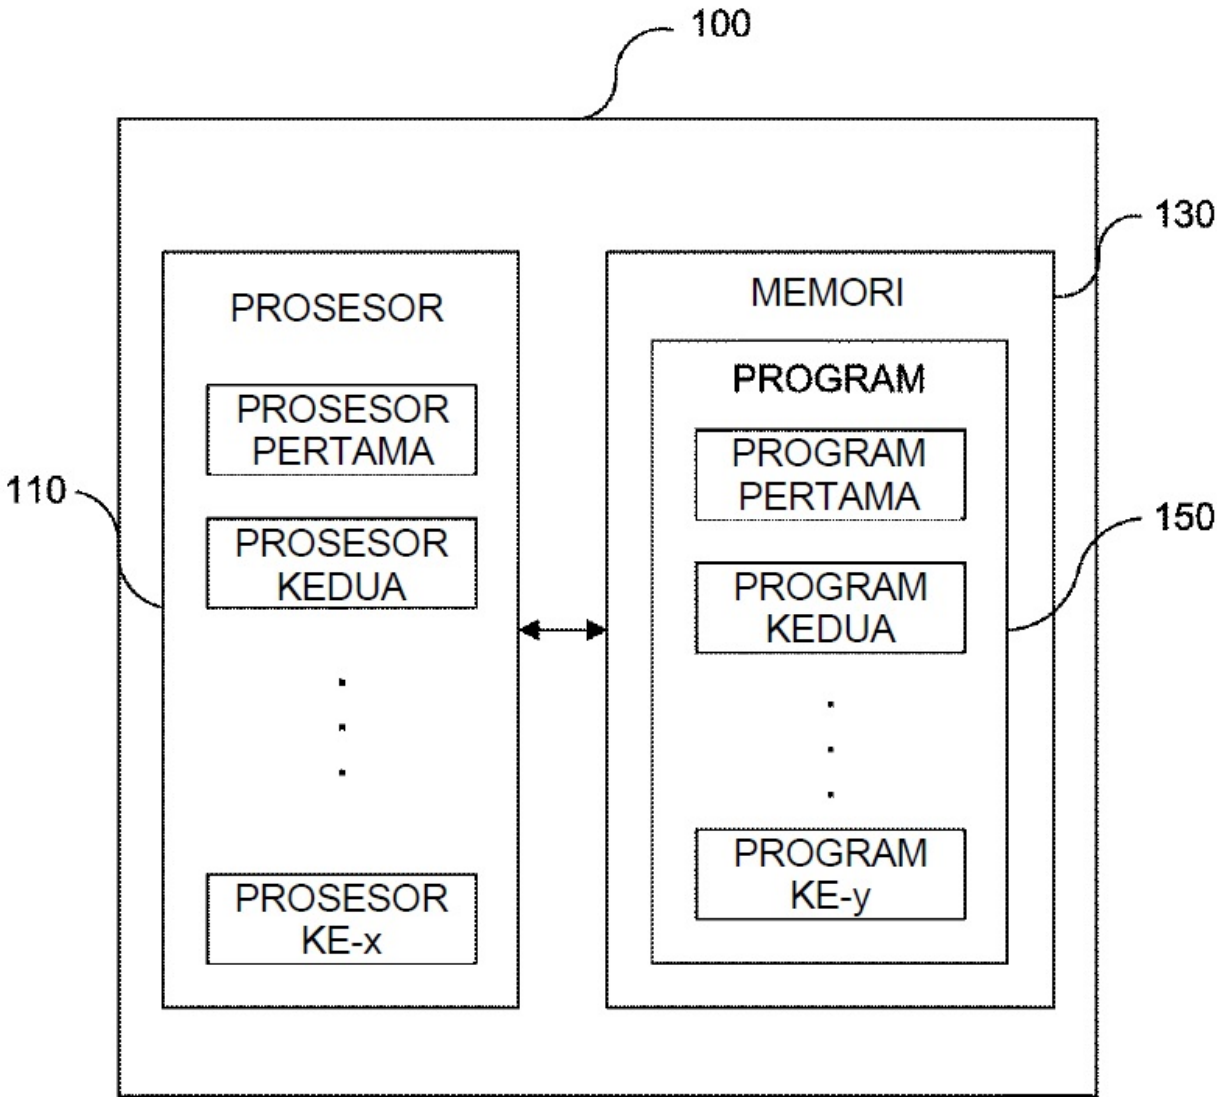 100
130
PROSESOR
PROSESOR
PERTAMA
110
PROSESOR
KEDUA
PROSESOR
KE-x
MEMORI
PROGRAM
PROGRAM
PERTAMA
150
PROGRAM
KEDUA
PROGRAM
KE-y